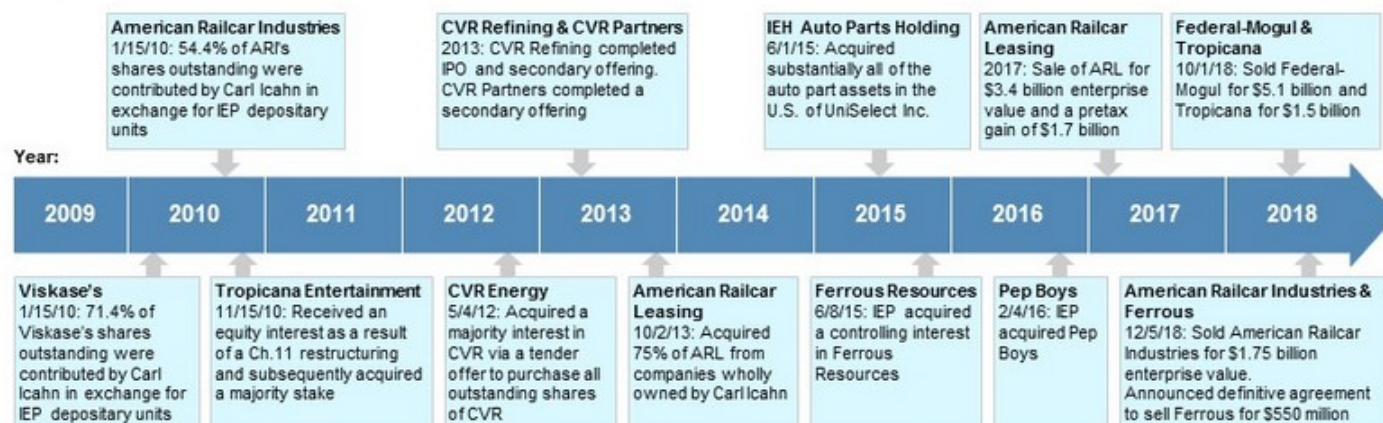 American Railcar Industries
1/15/10: 54.4% of ARI's
shares outstanding were
contributed by Carl Icahn in
exchange for IEP depositary
units
CVR Refining & CVR Partners
2013: CVR Refining completed
IPO and secondary offering.
CVR Partners completed a
secondary offering
IEH Auto Parts Holding
6/1/15: Acquired
substantially all of the
auto part assets in the
U.S. of UniSelect Inc.
American Railcar
Leasing
2017: Sale of ARL for
$3.4 billion enterprise
value and a pretax
gain of $1.7 billion
Federal-Mogul &
Tropicana
10/1/18: Sold Federal-
Mogul for $5.1 billion and
Tropicana for $1.5 billion
Year:
2009 2010 2011 2012 2013 2014 2015 2016 2017 2018
Viskase's
1/15/10: 71.4% of
Viskase's shares
outstanding were
contributed by Carl
Icahn in exchange for
IEP depositary units
Tropicana Entertainment
11/15/10: Received an
equity interest as a result
of a Ch.11 restructuring
and subsequently acquired
a majority stake
CVR Energy
5/4/12: Acquired a
majority interest in
CVR via a tender
offer to purchase all
outstanding shares
of CVR
American Railcar
Leasing
10/2/13: Acquired
75% of ARL from
companies wholly
owned by Carl Icahn
Ferrous Resources
6/8/15: IEP acquired
a controlling interest
in Ferrous
Resources
Pep Boys
2/4/16: IEP
acquired Pep
Boys
American Railcar Industries &
Ferrous
12/5/18: Sold American Railcar
Industries for $1.75 billion
enterprise value.
Announced definitive agreement
to sell Ferrous for $550 million